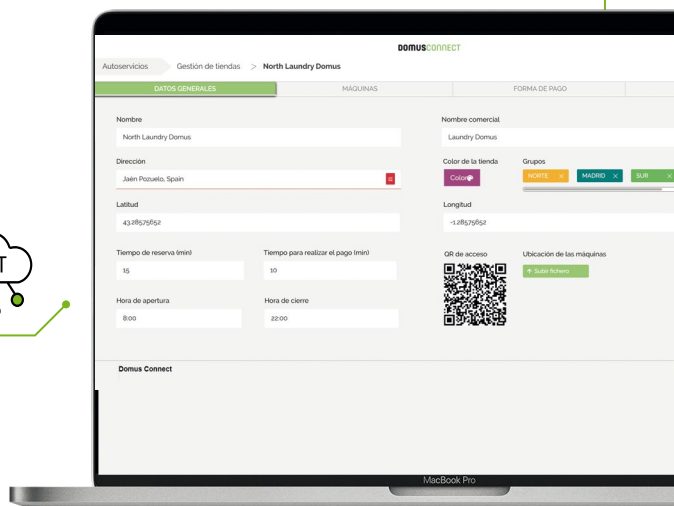 DOMUSCONNECT
Autoservicios Gestión de tiendas > North Laundry Domus
DATOS GENERALES MÁQUINAS FORMA DE PAGO
Nombre Nombre comercial
North Laundry Domus Laundry Domus
Dirección Color de la tienda Grupos
Jaén Pozuelo, Spain Color NORTE × MADRID × SUR ×
Latitud Longitud
43.28575652 -1.28575652
Tiempo de reserva (min) Tiempo para realizar el pago (min) QR de acceso Ubicación de las máquinas
15 10 Subir fichero
Hora de apertura Hora de cierre
8:00 22:00
T
Domus Connect
MacBook Pro